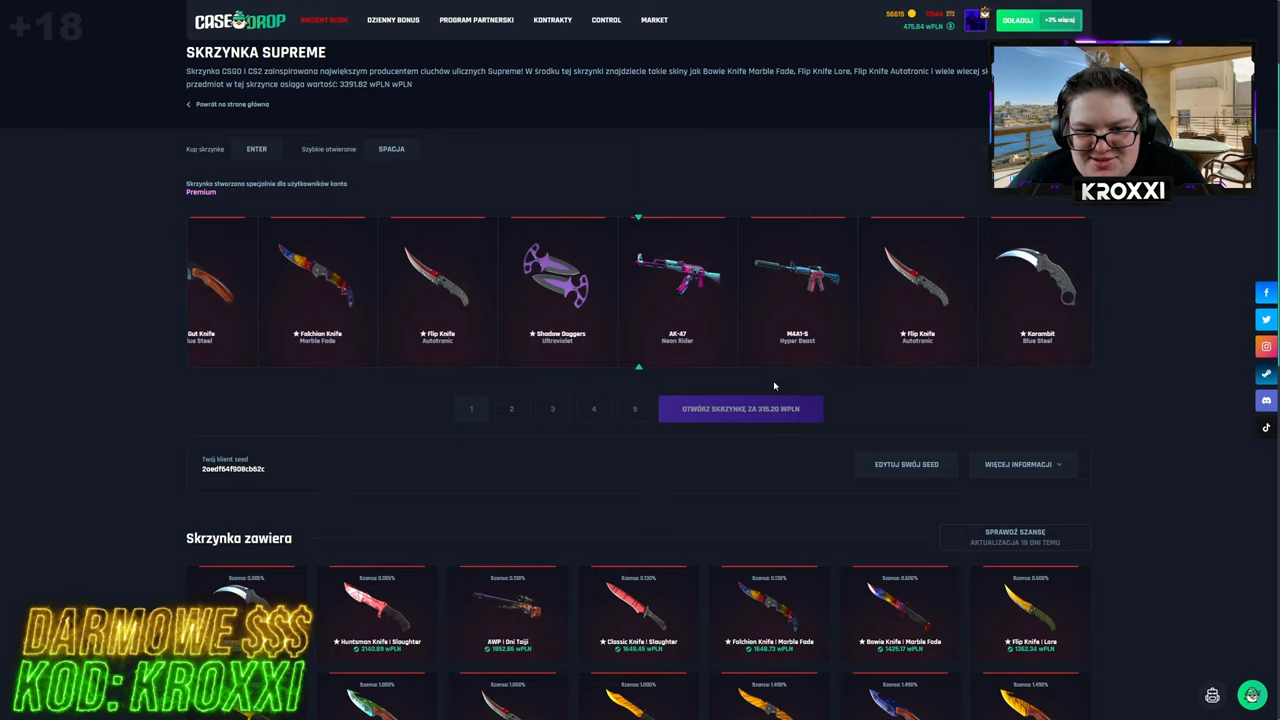 +18
CASEDROP
ANCIENT RUSH
DZIENNY BONUS
PROGRAM PARTNERSKI
KONTRAKTY
CONTROL
MARKET
55615
475.84 wPLN
DOŁADUJ
+3% więcej
SKRZYNKA SUPREME
Skrzynka CSGO i CS2 zainspirowana największym producentem ciuchów ulicznych Supreme! W środku tej skrzynki znajdziecie takie skiny jak Bowie Knife Marble Fade, Flip Knife Lore, Flip Knife Autotronic i wiele wiecej sk
przedmiot w tej skrzynce osiąga wartość: 3391.82 wPLN wPLN
Powrót na stronę główną
Kup skrzynkę
ENTER
Szybkie otwieranie
SPACJA
KROXXI
Skrzynka stworzona specjalnie dla użytkowników konta
Premium
Gut Knife
lue Steel
★ Falchion Knife
Marble Fade
★ Flip Knife
Autotronic
★ Shadow Daggers
Ultraviolet
AK-47
Neon Rider
M4A1-S
Hyper Beast
★ Flip Knife
Autotronic
★ Karambit
Blue Steel
1
2
3
4
5
OTWÓRZ SKRZYNKĘ ZA 315.20 WPLN
Twój klient seed
2aedf64f908cb62c
EDYTUJ SWÓJ SEED
WIĘCEJ INFORMACJI
Skrzynka zawiera
SPRAWDŹ SZANSĘ
AKTUALIZACJA 19 DNI TEMU
Szansa: 0.005%
Szansa: 0.005%
★ Huntsman Knife | Slaughter
2140.89 wPLN
Szansa: 0.130%
AWP | Oni Taiji
1952.86 wPLN
Szansa: 0.130%
★ Classic Knife | Slaughter
1649.45 wPLN
Szansa: 0.130%
★ Falchion Knife | Marble Fade
1648.73 wPLN
Szansa: 0.500%
★ Bowie Knife | Marble Fade
1425.17 wPLN
Szansa: 0.500%
★ Flip Knife | Lore
1362.34 wPLN
Szansa: 1.000%
Szansa: 1.000%
Szansa: 1.000%
Szansa: 1.490%
Szansa: 1.490%
Szansa: 1.490%
DARMOWE $$$
KOD: KROXXI